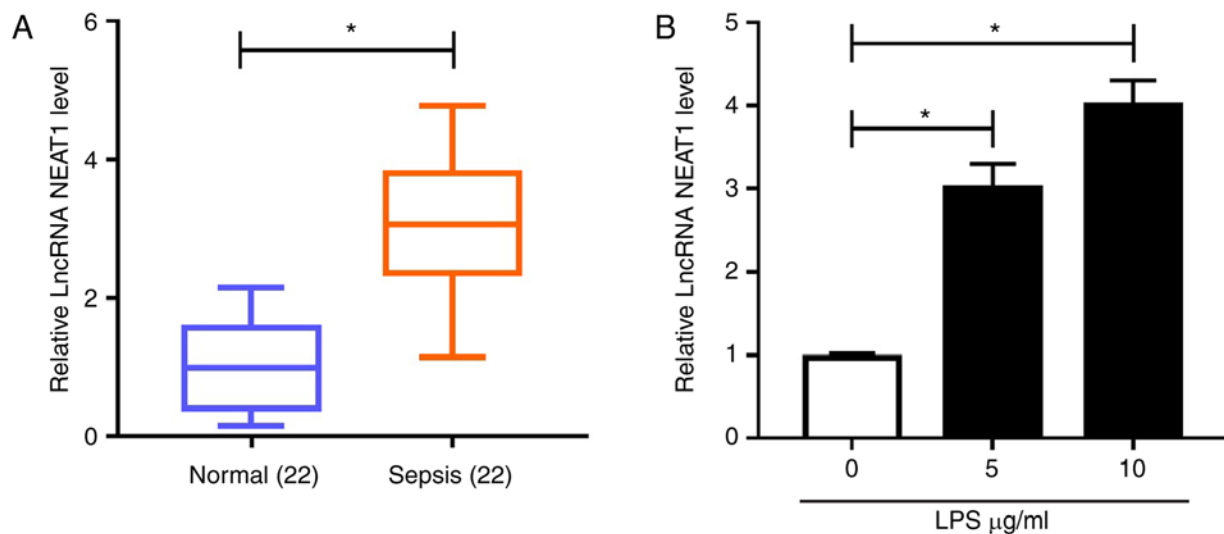 A
Relative LncRNA NEAT1 level
6
4
2
0
*
Normal (22) Sepsis (22)
B
Relative LncRNA NEAT1 level
5
4
3
2
1
0
*
*
0 5 10
LPS μg/ml